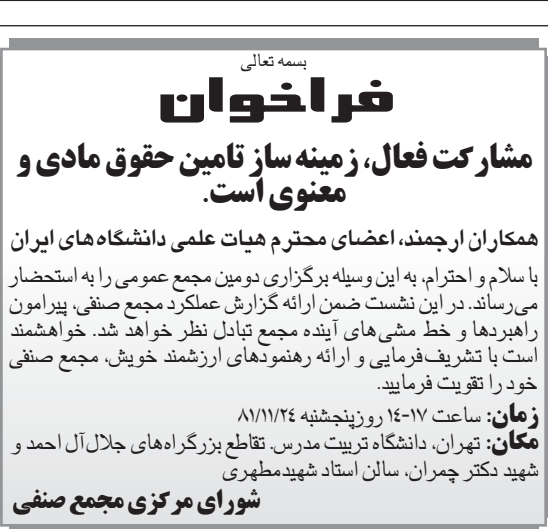 بسمه تعالی
فراخوان
مشارکت فعال، زمینه ساز تامین حقوق مادی و
معنوی است.
همکاران ارجمند، اعضای محترم هیات علمی دانشگاه های ایران
با سلام و احترام، به این وسیله برگزاری دومین مجمع عمومی را به استحضار
می‌رساند. در این نشست ضمن ارائه گزارش عملکرد مجمع صنفی، پیرامون
راهبردها و خط مشی های آینده مجمع تبادل نظر خواهد شد. خواهشمند
است با تشریف‌فرمایی و ارائه رهنمودهای ارزشمند خویش، مجمع صنفی
خود را تقویت فرمایید.
زمان: ساعت ۱۷-۱۴ روز پنجشنبه ۸۱/۱۱/۲۴
مکان: تهران، دانشگاه تربیت مدرس. تقاطع بزرگراه‌های جلال‌آل احمد و
شهید دکتر چمران، سالن استاد شهید مطهری
شورای مرکزی مجمع صنفی